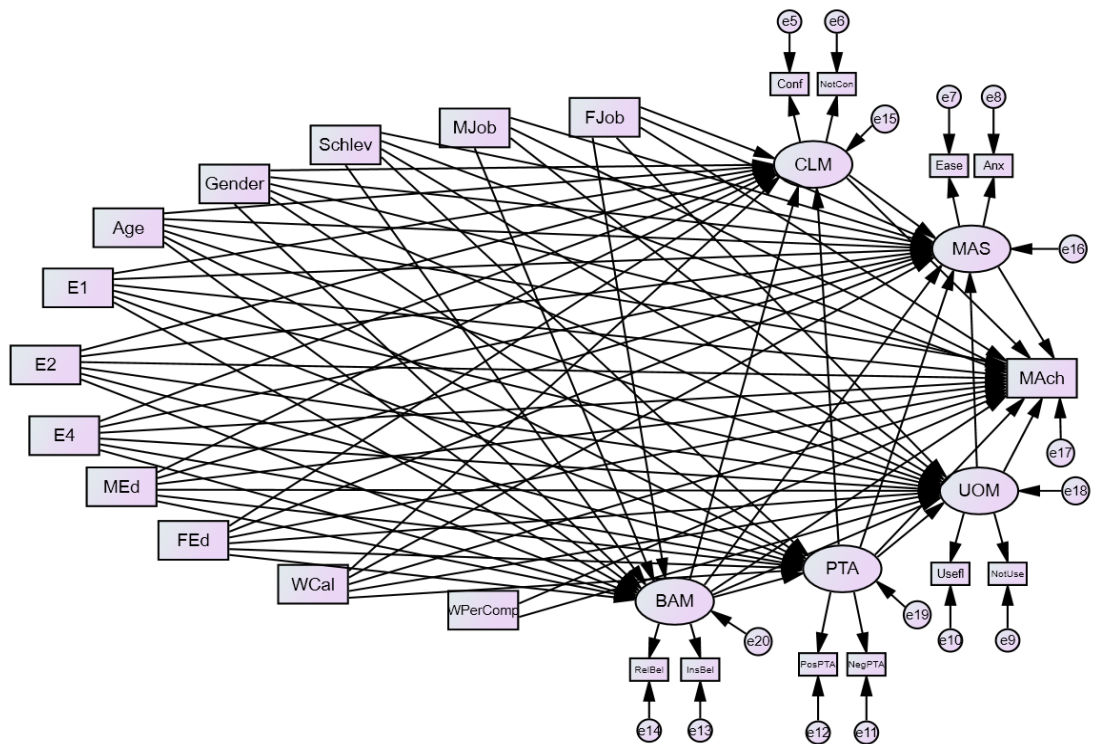 e5
e6
Conf
NotCon
e7
e8
e15
FJob
MJob
Schlev
CLM
Ease
Anx
Gender
Age
MAS
e16
E1
E2
MAch
E4
e17
MEd
UOM
e18
FEd
PTA
Usefl
NotUse
WCal
BAM
WPerComp
e19
e10
e9
e20
RelBel
InsBel
PosPTA
NegPTA
e14
e13
e12
e11